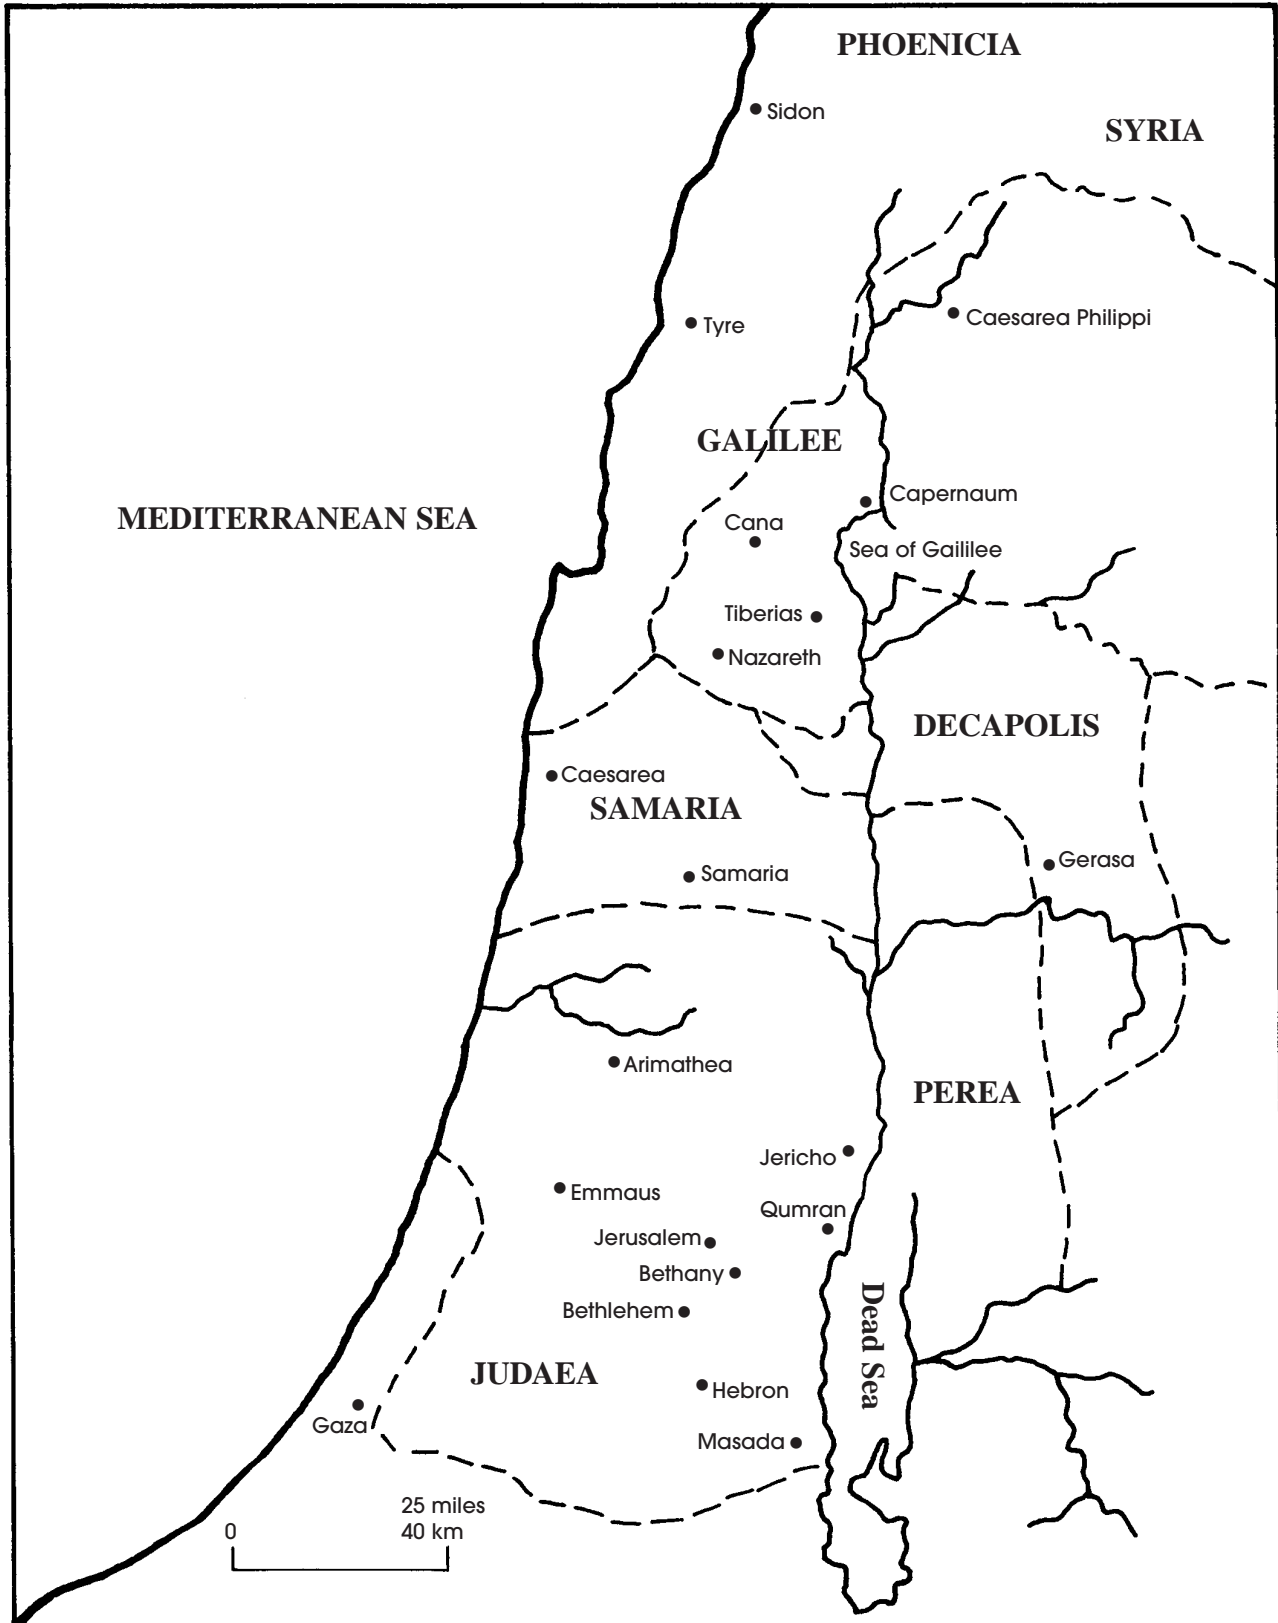 PHOENICIA
Sidon
SYRIA
Tyre
Caesarea Philippi
GALILEE
Capernaum
MEDITERRANEAN SEA
Cana
Sea of Gaililee
Tiberias
Nazareth
DECAPOLIS
Caesarea
SAMARIA
Gerasa
Samaria
Arimathea
PEREA
Jericho
Emmaus
Qumran
Jerusalem
Bethany
Bethlehem
Dead Sea
JUDAEA
Hebron
Gaza
Masada
25 miles
0 40 km